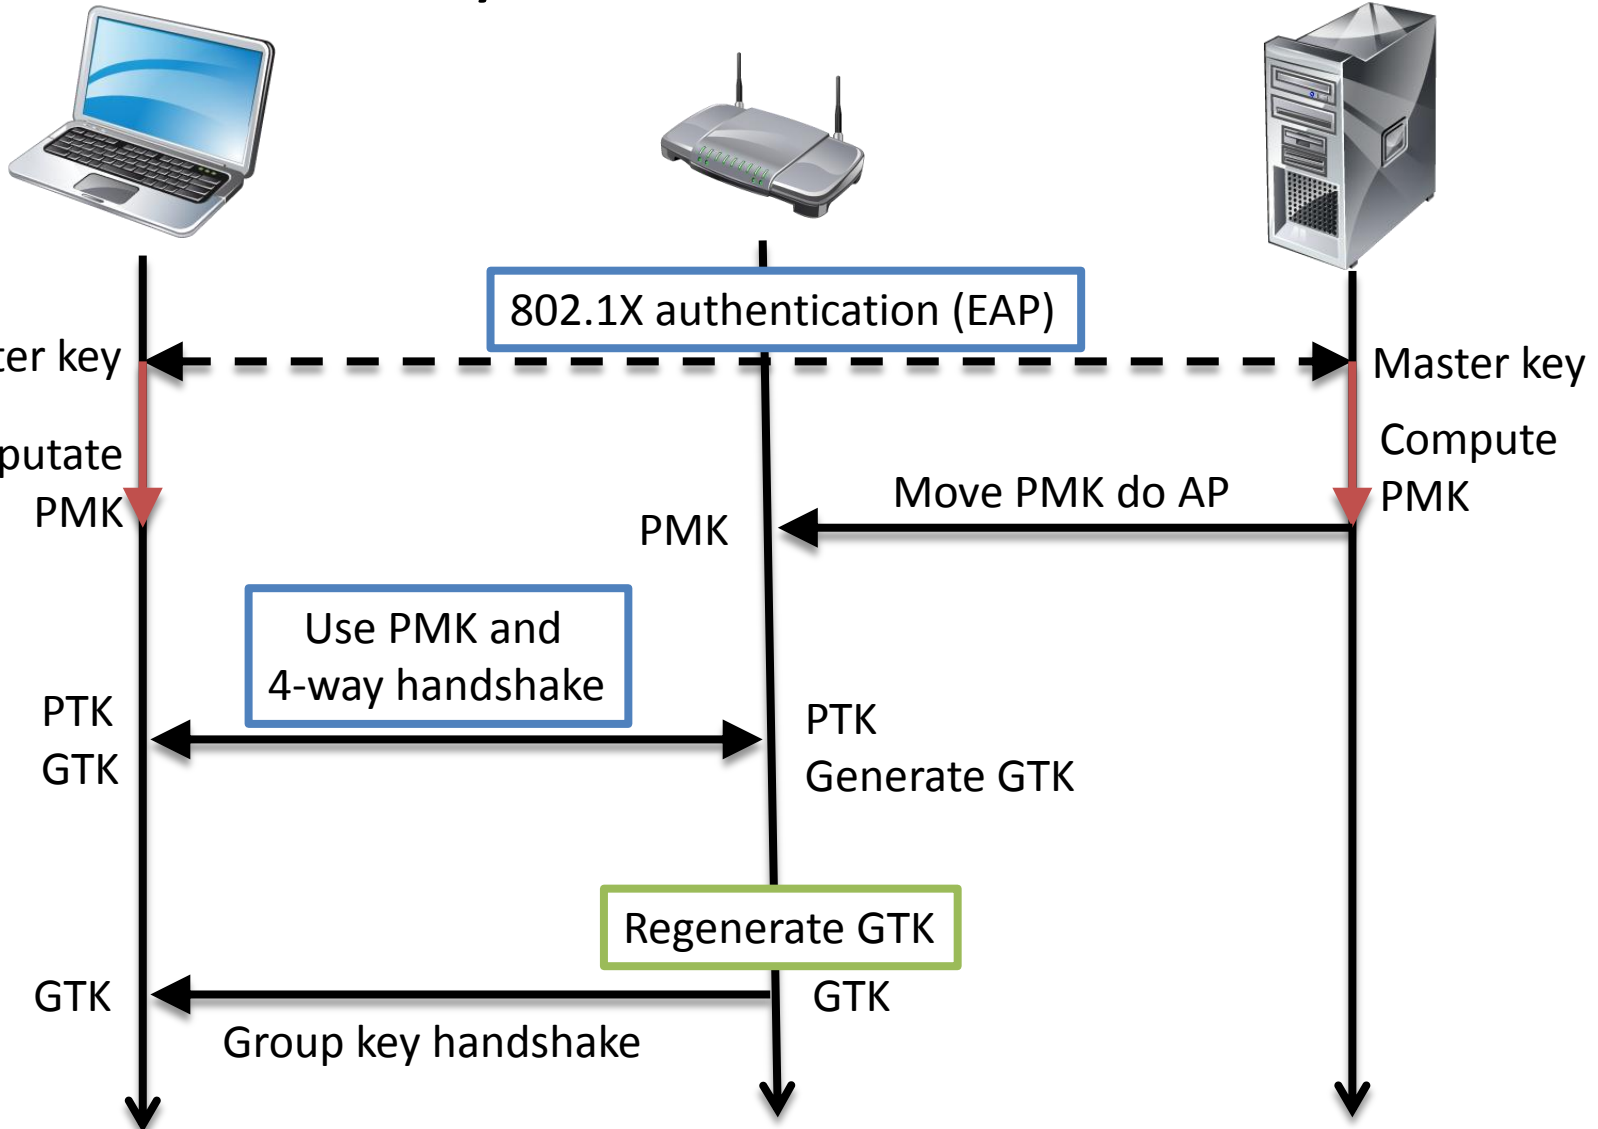 802.1X authentication (EAP)
ter key
Master key
putate
PMK
Compute
PMK
Move PMK do AP
PMK
Use PMK and
4-way handshake
PTK
GTK
PTK
Generate GTK
Regenerate GTK
GTK
GTK
Group key handshake